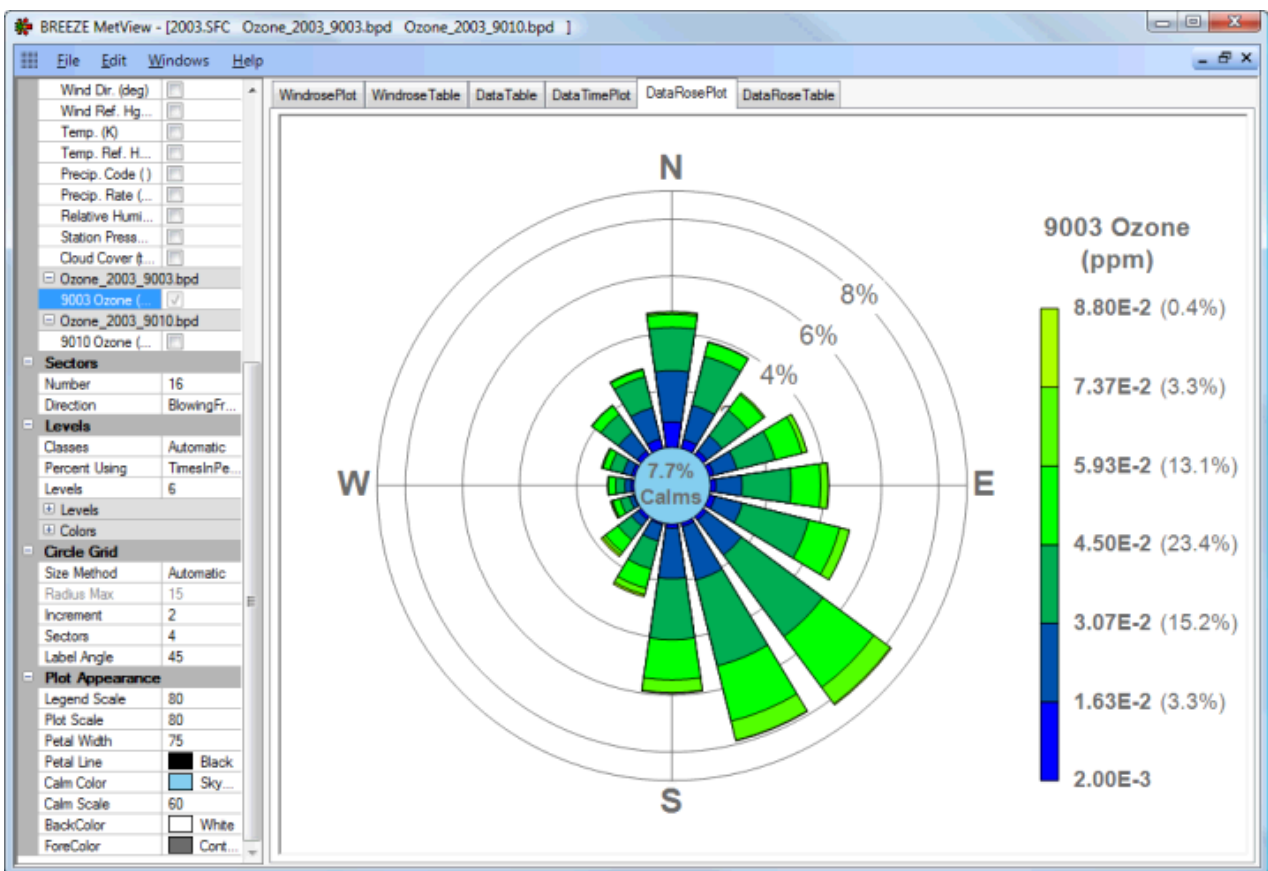 BREEZE MetView - [2003.SFC Ozone_2003_9003.bpd Ozone_2003_9010.bpd ]
File Edit Windows Help
Wind Dir. (deg)
Wind Ref. Hg...
Temp. (K)
Temp. Ref. H...
Precip. Code ( )
Precip. Rate (...
Relative Humi...
Station Press...
Cloud Cover (t...
Ozone_2003_9003.bpd
9003 Ozone (...
Ozone_2003_9010.bpd
9010 Ozone (...
Sectors
Number 16
Direction BlowingFr...
Levels
Classes Automatic
Percent Using TimesInPe...
Levels 6
Levels
Colors
Circle Grid
Size Method Automatic
Radius Max 15
Increment 2
Sectors 4
Label Angle 45
Plot Appearance
Legend Scale 80
Plot Scale 80
Petal Width 75
Petal Line Black
Calm Color Sky...
Calm Scale 60
BackColor White
ForeColor Cont...
WindrosePlot WindroseTable DataTable DataTimePlot DataRosePlot DataRoseTable
N
8%
6%
4%
W
7.7%
Calms
E
S
9003 Ozone
(ppm)
8.80E-2 (0.4%)
7.37E-2 (3.3%)
5.93E-2 (13.1%)
4.50E-2 (23.4%)
3.07E-2 (15.2%)
1.63E-2 (3.3%)
2.00E-3